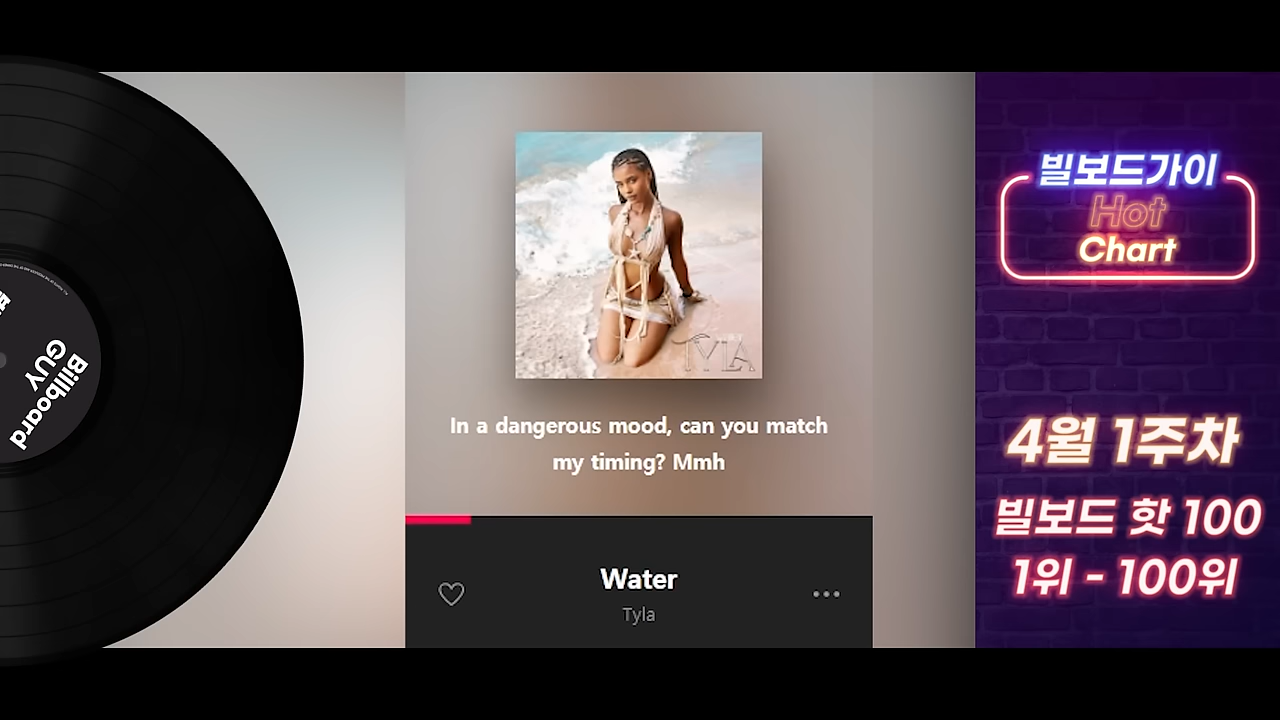 Billboard
GUY
TYLA
In a dangerous mood, can you match
my timing? Mmh
Water
Tyla
빌보드가이
Hot
Chart
4월 1주차
빌보드 핫 100
1위 - 100위